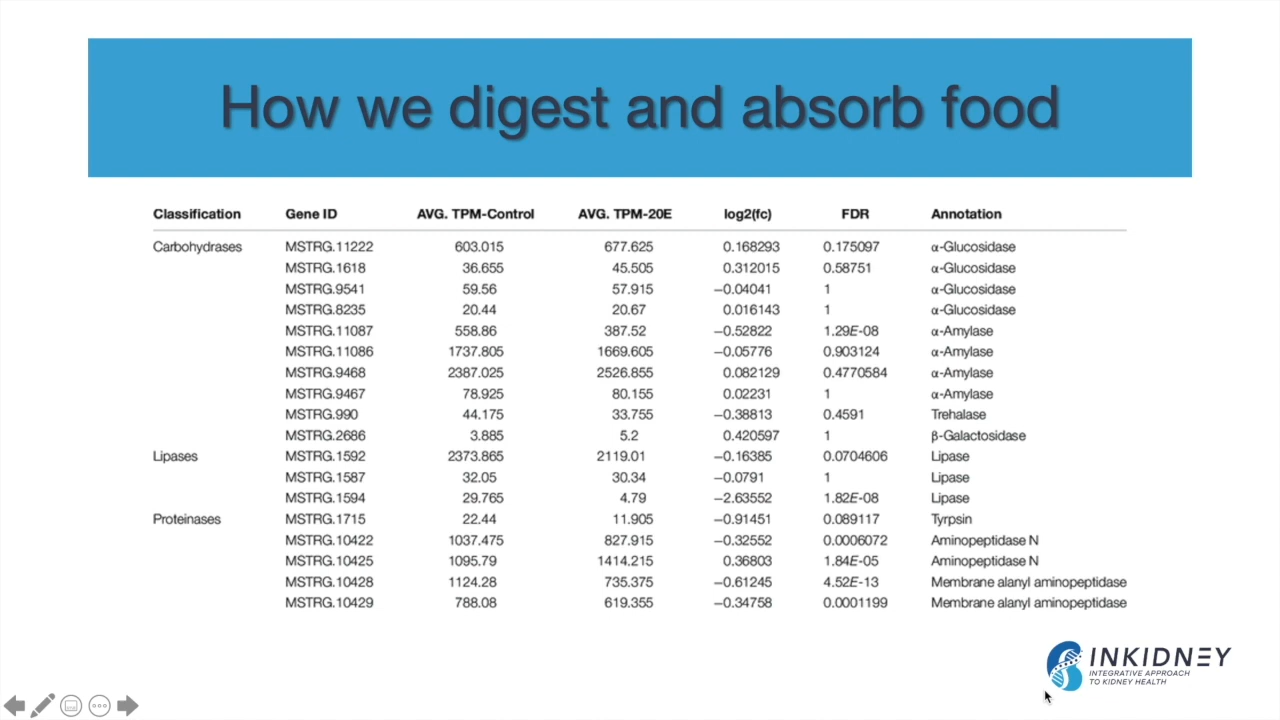 How we digest and absorb food
Classification Gene ID AVG. TPM-Control AVG. TPM-20E log2(fc) FDR Annotation
Carbohydrases MSTRG.11222 603.015 677.625 0.168293 0.175097 α-Glucosidase
MSTRG.1618 36.655 45.505 0.312015 0.58751 α-Glucosidase
MSTRG.9541 59.56 57.915 −0.04041 1 α-Glucosidase
MSTRG.8235 20.44 20.67 0.016143 1 α-Glucosidase
MSTRG.11087 558.86 387.52 −0.52822 1.29E-08 α-Amylase
MSTRG.11086 1737.805 1669.605 −0.05776 0.903124 α-Amylase
MSTRG.9468 2387.025 2526.855 0.082129 0.4770584 α-Amylase
MSTRG.9467 78.925 80.155 0.02231 1 α-Amylase
MSTRG.990 44.175 33.755 −0.38813 0.4591 Trehalase
MSTRG.2686 3.885 5.2 0.420597 1 β-Galactosidase
Lipases MSTRG.1592 2373.865 2119.01 −0.16385 0.0704606 Lipase
MSTRG.1587 32.05 30.34 −0.0791 1 Lipase
MSTRG.1594 29.765 4.79 −2.63552 1.82E-08 Lipase
Proteinases MSTRG.1715 22.44 11.905 −0.91451 0.089117 Tyrpsin
MSTRG.10422 1037.475 827.915 −0.32552 0.0006072 Aminopeptidase N
MSTRG.10425 1095.79 1414.215 0.36803 1.84E-05 Aminopeptidase N
MSTRG.10428 1124.28 735.375 −0.61245 4.52E-13 Membrane alanyl aminopeptidase
MSTRG.10429 788.08 619.355 −0.34758 0.0001199 Membrane alanyl aminopeptidase
INKIDNEY
INTEGRATIVE APPROACH
TO KIDNEY HEALTH